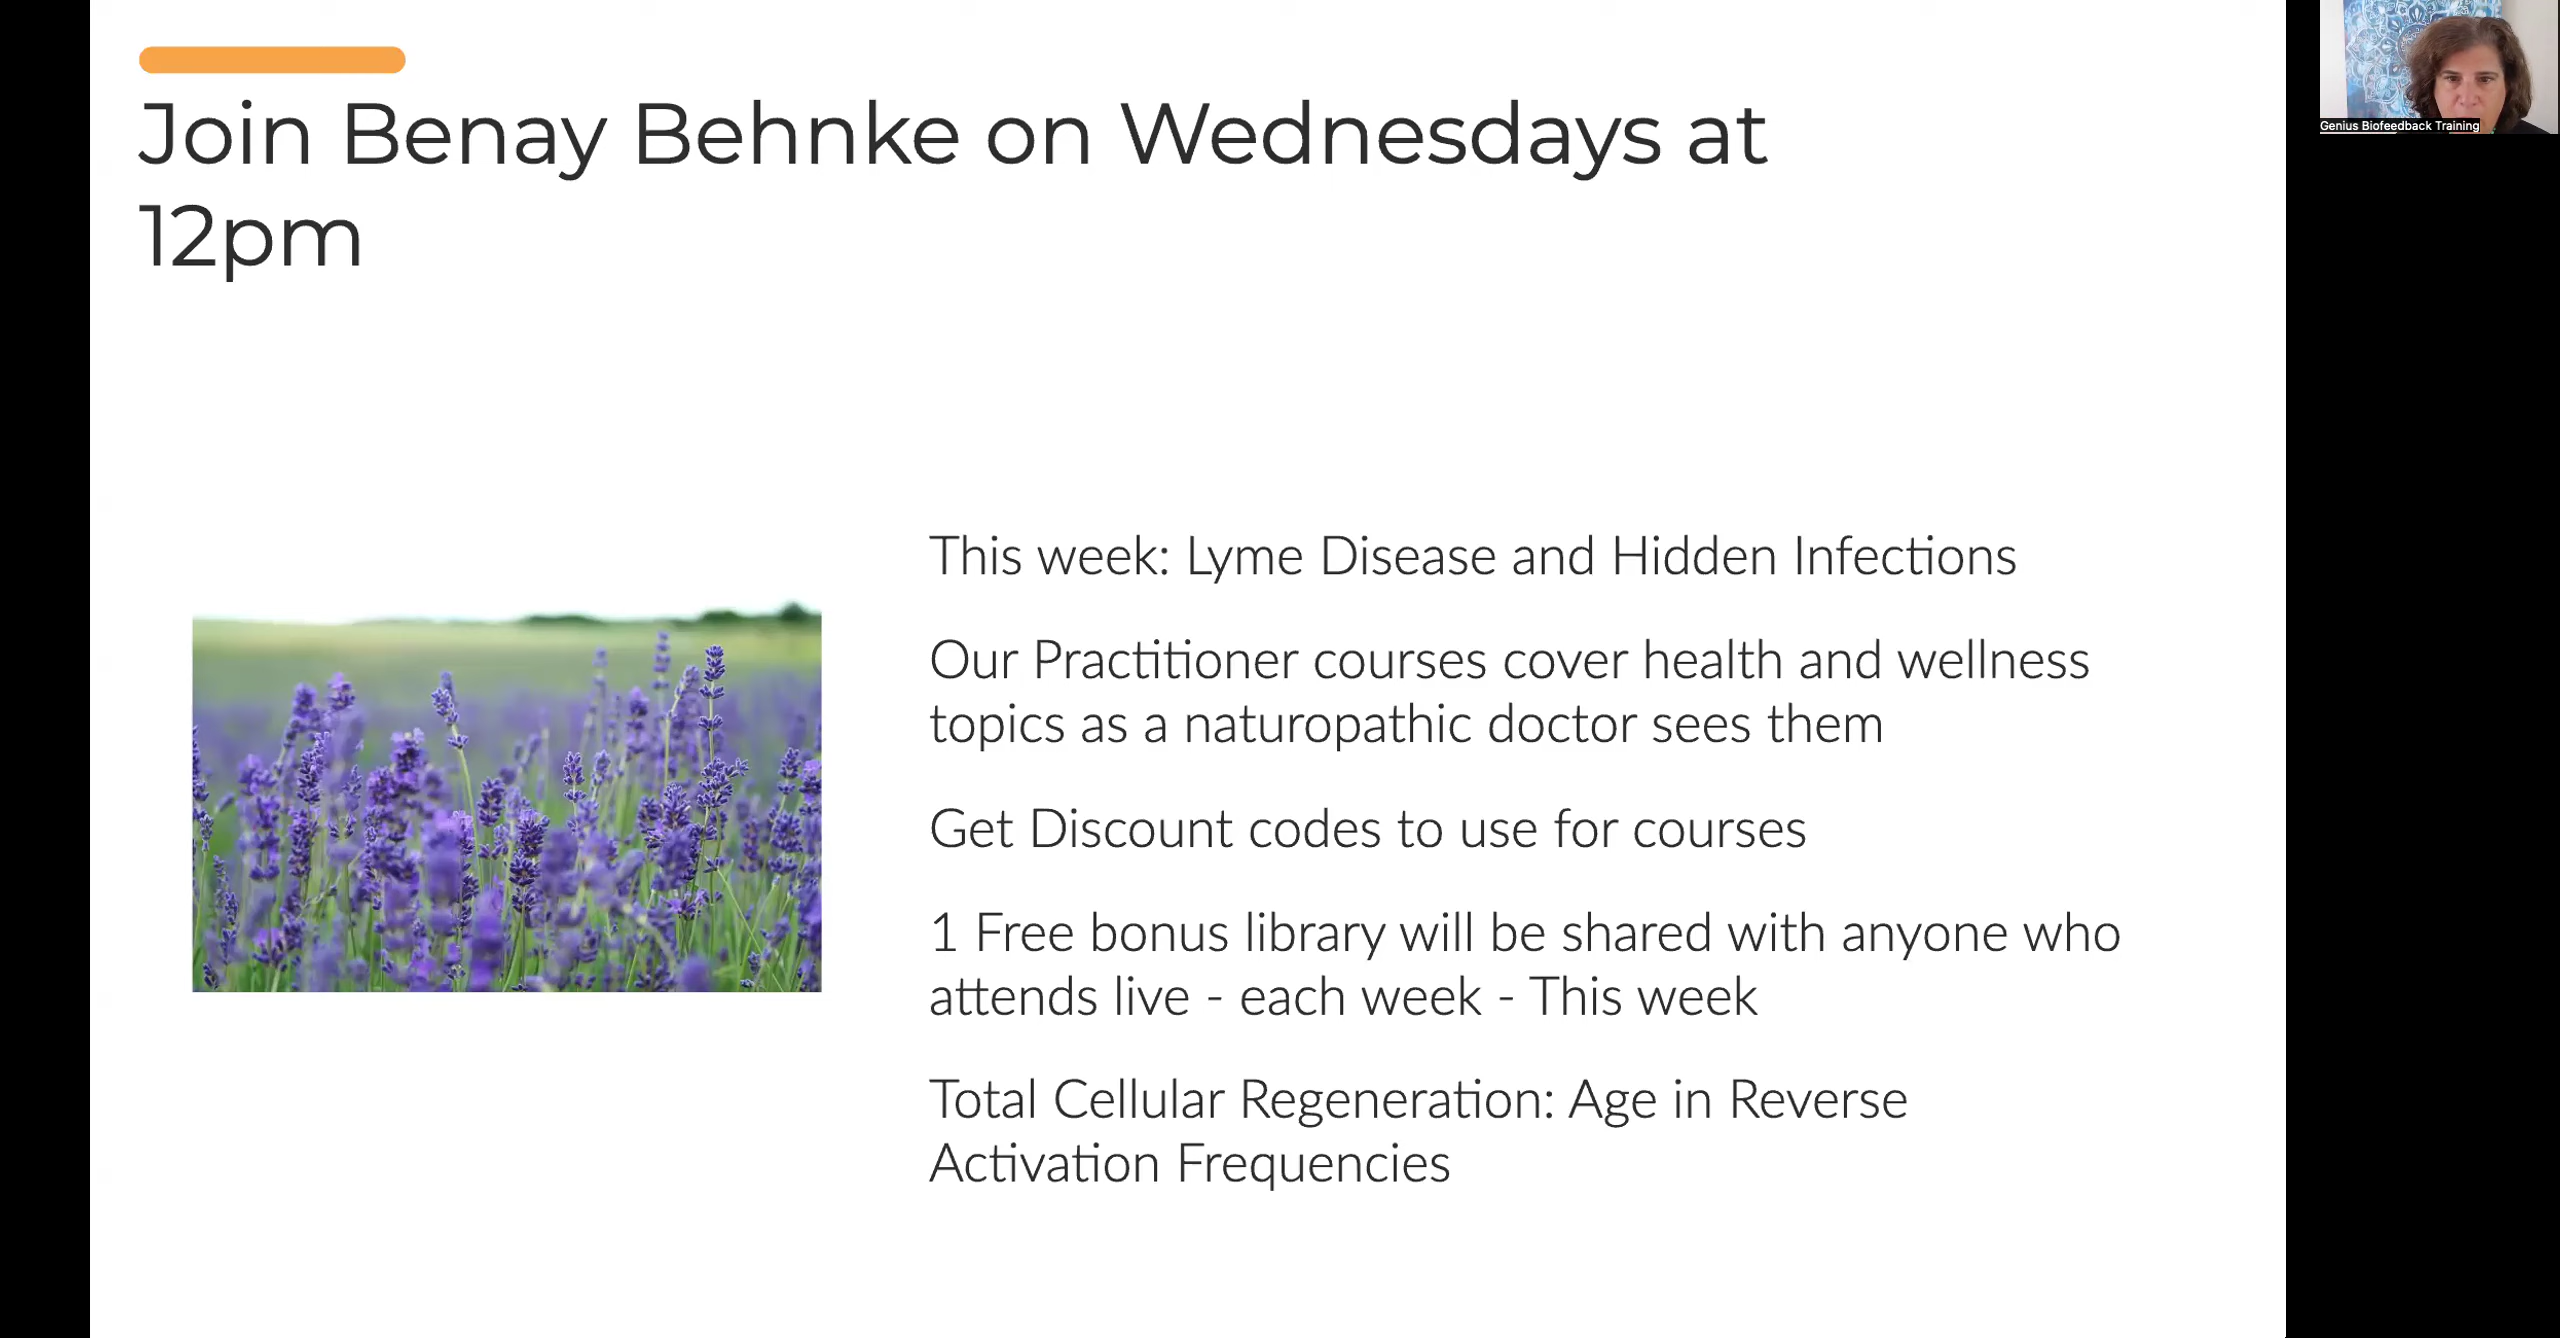 Join Benay Behnke on Wednesdays at
12pm
This week: Lyme Disease and Hidden Infections
Our Practitioner courses cover health and wellness
topics as a naturopathic doctor sees them
Get Discount codes to use for courses
1 Free bonus library will be shared with anyone who
attends live - each week - This week
Total Cellular Regeneration: Age in Reverse
Activation Frequencies
Genius Biofeedback Training